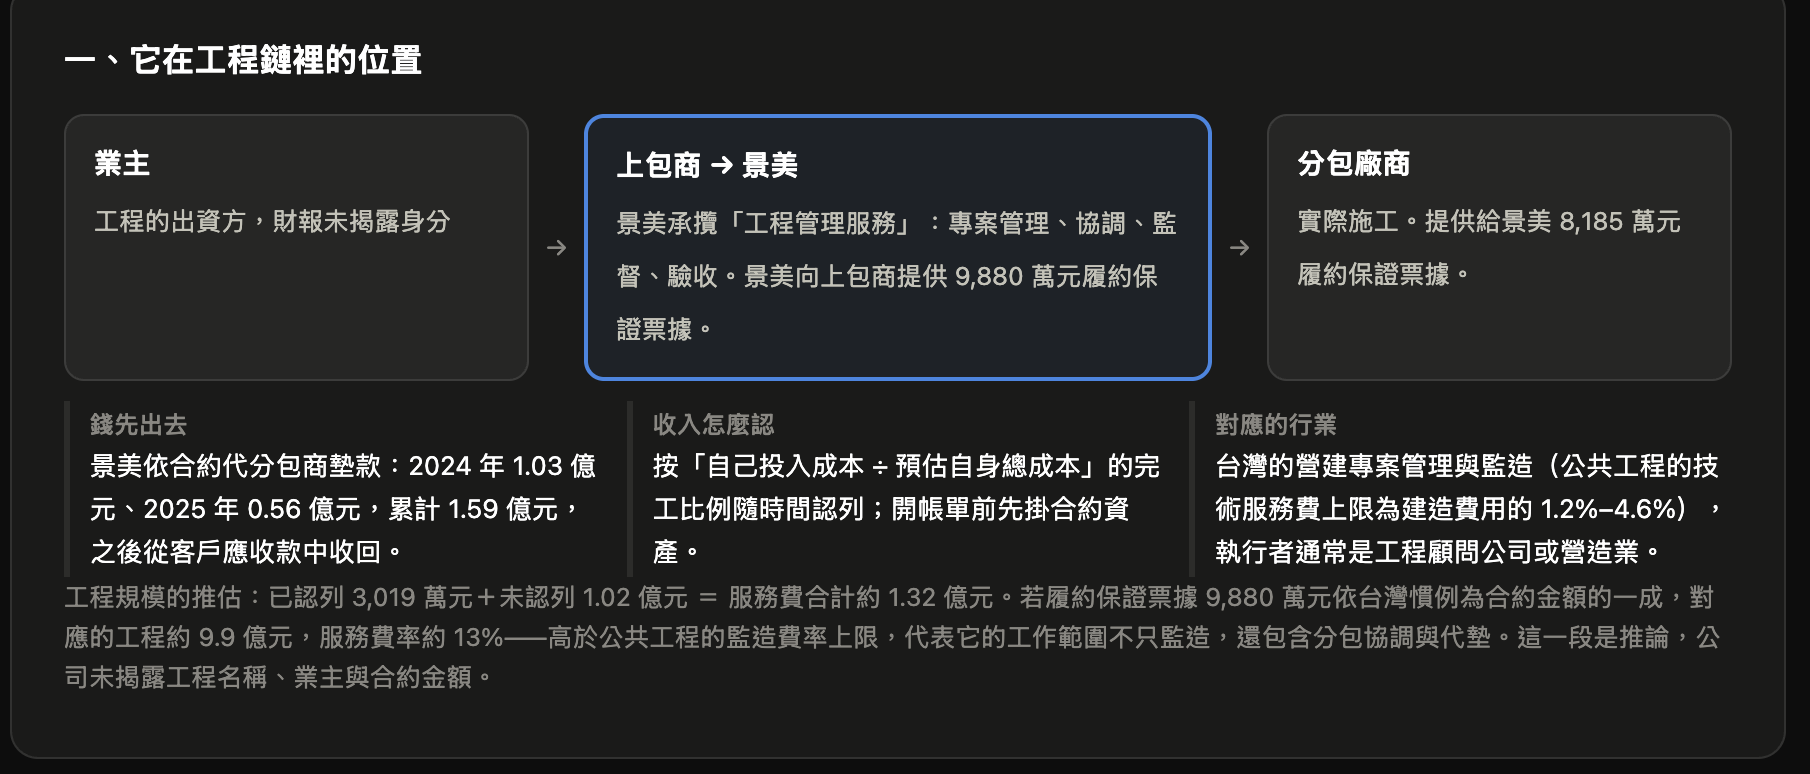 一、它在工程鏈裡的位置
業主
工程的出資方，財報未揭露身分
→
上包商 → 景美
景美承攬「工程管理服務」：專案管理、協調、監
督、驗收。景美向上包商提供 9,880 萬元履約保
證票據。
→
分包廠商
實際施工。提供給景美 8,185 萬元
履約保證票據。
錢先出去
景美依合約代分包商墊款：2024 年 1.03 億
元、2025 年 0.56 億元，累計 1.59 億元，
之後從客戶應收款中收回。
收入怎麼認
按「自己投入成本 ÷ 預估自身總成本」的完
工比例隨時間認列；開帳單前先掛合約資
產。
對應的行業
台灣的營建專案管理與監造（公共工程的技
術服務費上限為建造費用的 1.2%–4.6%），
執行者通常是工程顧問公司或營造業。
工程規模的推估：已認列 3,019 萬元＋未認列 1.02 億元 ＝ 服務費合計約 1.32 億元。若履約保證票據 9,880 萬元依台灣慣例為合約金額的一成，對
應的工程約 9.9 億元，服務費率約 13%——高於公共工程的監造費率上限，代表它的工作範圍不只監造，還包含分包協調與代墊。這一段是推論，公
司未揭露工程名稱、業主與合約金額。